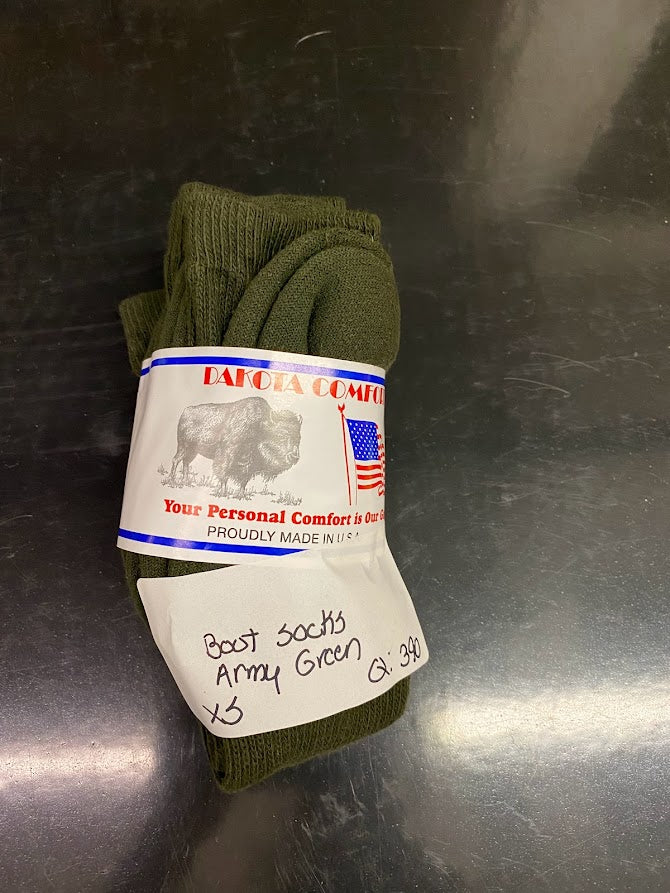 DAKOTA COMFO
Your Personal Comfort is Our G
PROUDLY MADE IN U.S.A.
Boot Socks
Army Green
XS
Q: 390